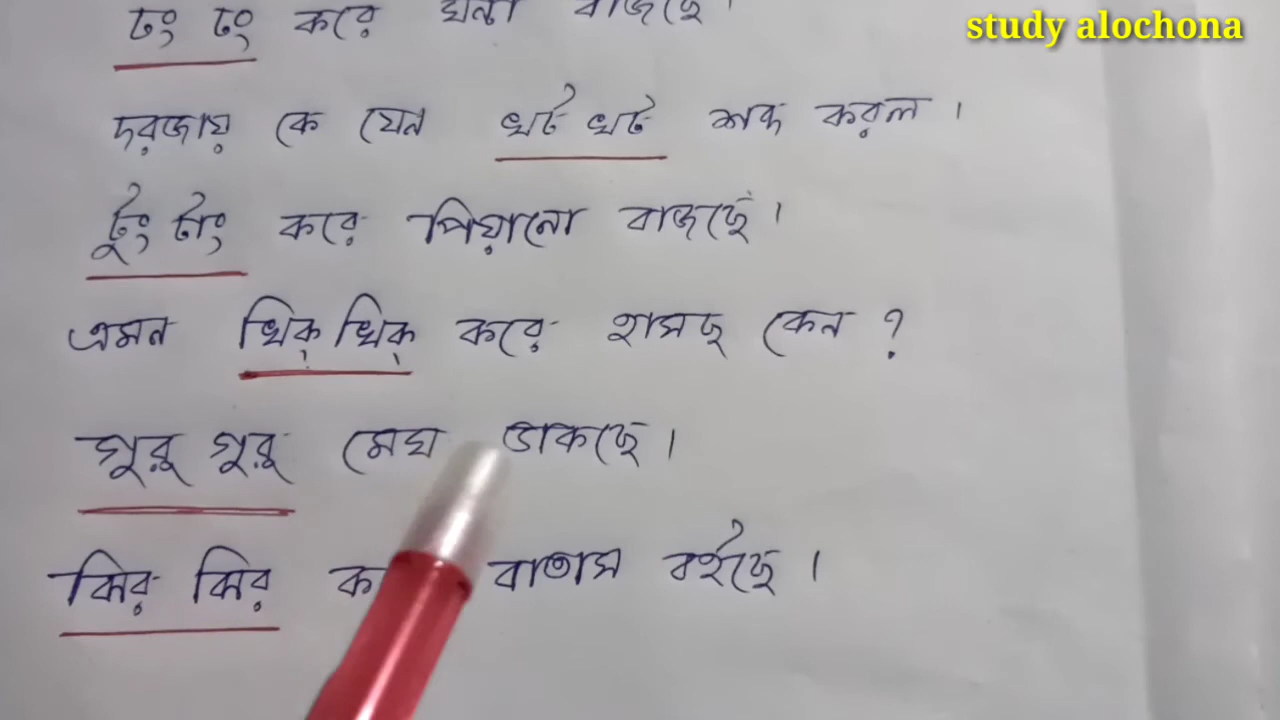 study alochona
ঢং ঢং করে ঘন্টা বাজছে।
দরজায় কে যেন খট খট শব্দ করল।
টুং টাং করে পিয়ানো বাজছে।
এমন খিক্ খিক্ করে হাসছ কেন?
গুরু গুরু মেঘ ডাকছে।
ঝির ঝির বাতাস বইছে।